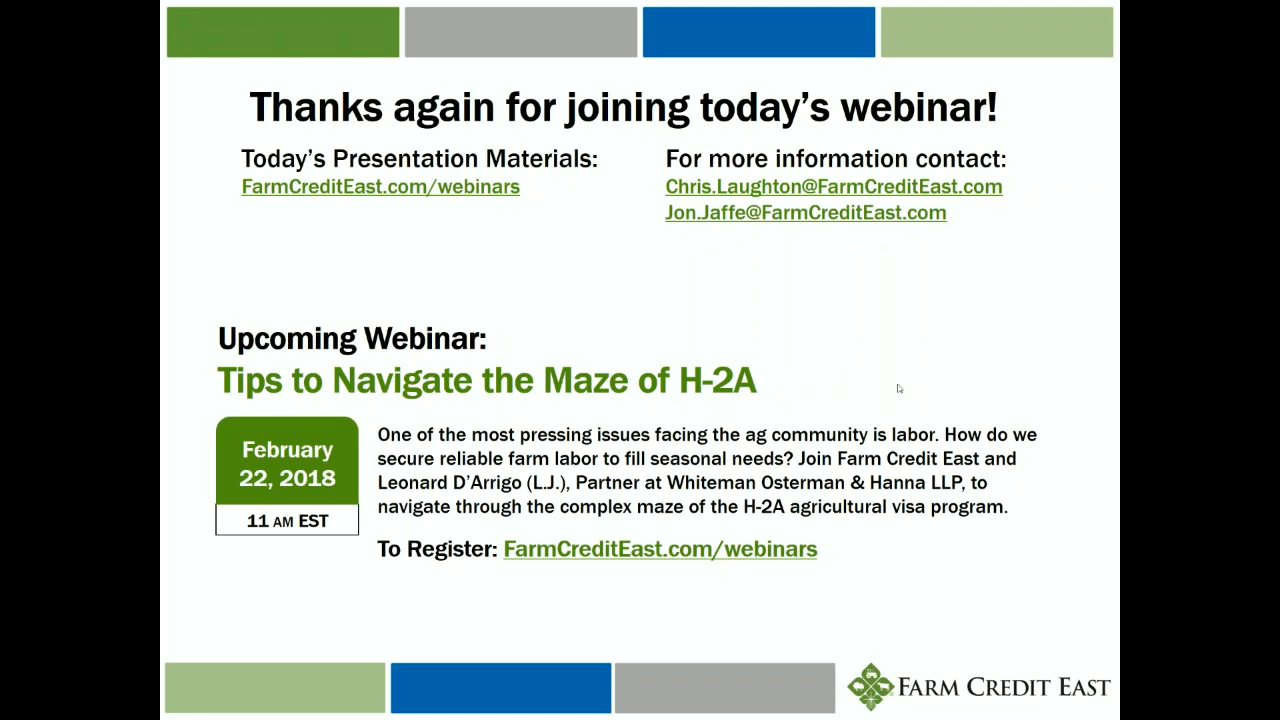 Thanks again for joining today's webinar!
Today's Presentation Materials:
FarmCreditEast.com/webinars
For more information contact:
Chris.Laughton@FarmCreditEast.com
Jon.Jaffe@FarmCreditEast.com
Upcoming Webinar:
Tips to Navigate the Maze of H-2A
February
22, 2018
11 AM EST
One of the most pressing issues facing the ag community is labor. How do we
secure reliable farm labor to fill seasonal needs? Join Farm Credit East and
Leonard D'Arrigo (L.J.), Partner at Whiteman Osterman & Hanna LLP, to
navigate through the complex maze of the H-2A agricultural visa program.
To Register: FarmCreditEast.com/webinars
FARM CREDIT EAST